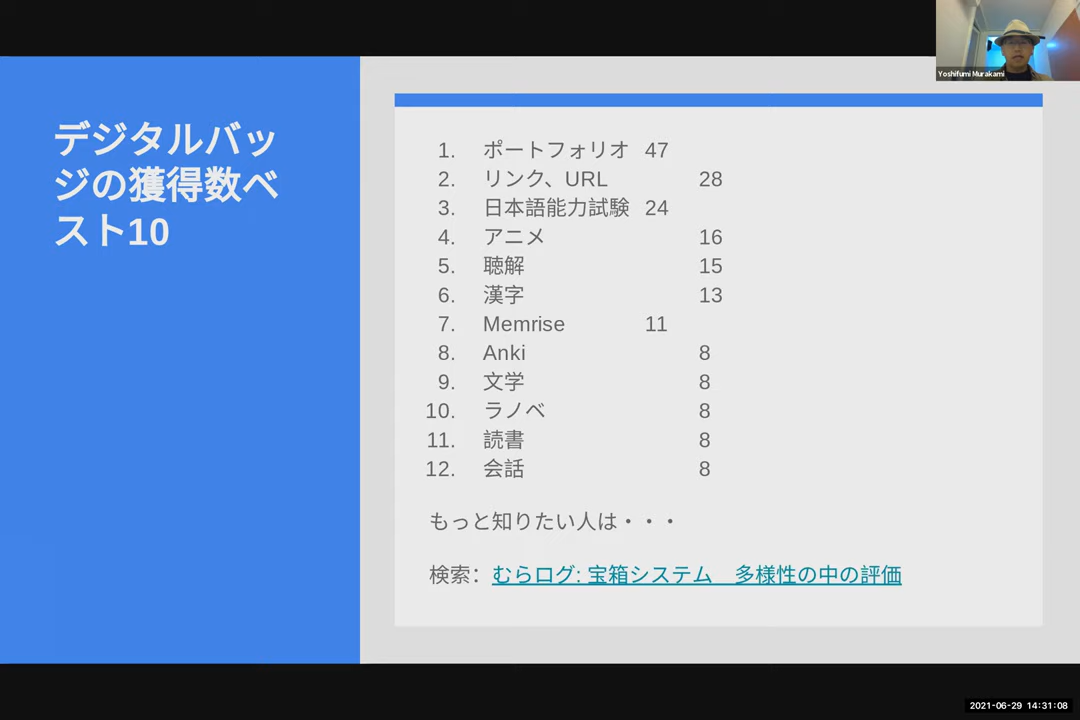 Yoshifumi Murakami
デジタルバッ
ジの獲得数ベ
スト10
1. ポートフォリオ 47
2. リンク、URL 28
3. 日本語能力試験 24
4. アニメ 16
5. 聴解 15
6. 漢字 13
7. Memrise 11
8. Anki 8
9. 文学 8
10. ラノベ 8
11. 読書 8
12. 会話 8
もっと知りたい人は・・・
検索：むらログ: 宝箱システム　多様性の中の評価
2021-06-29 14:31:08